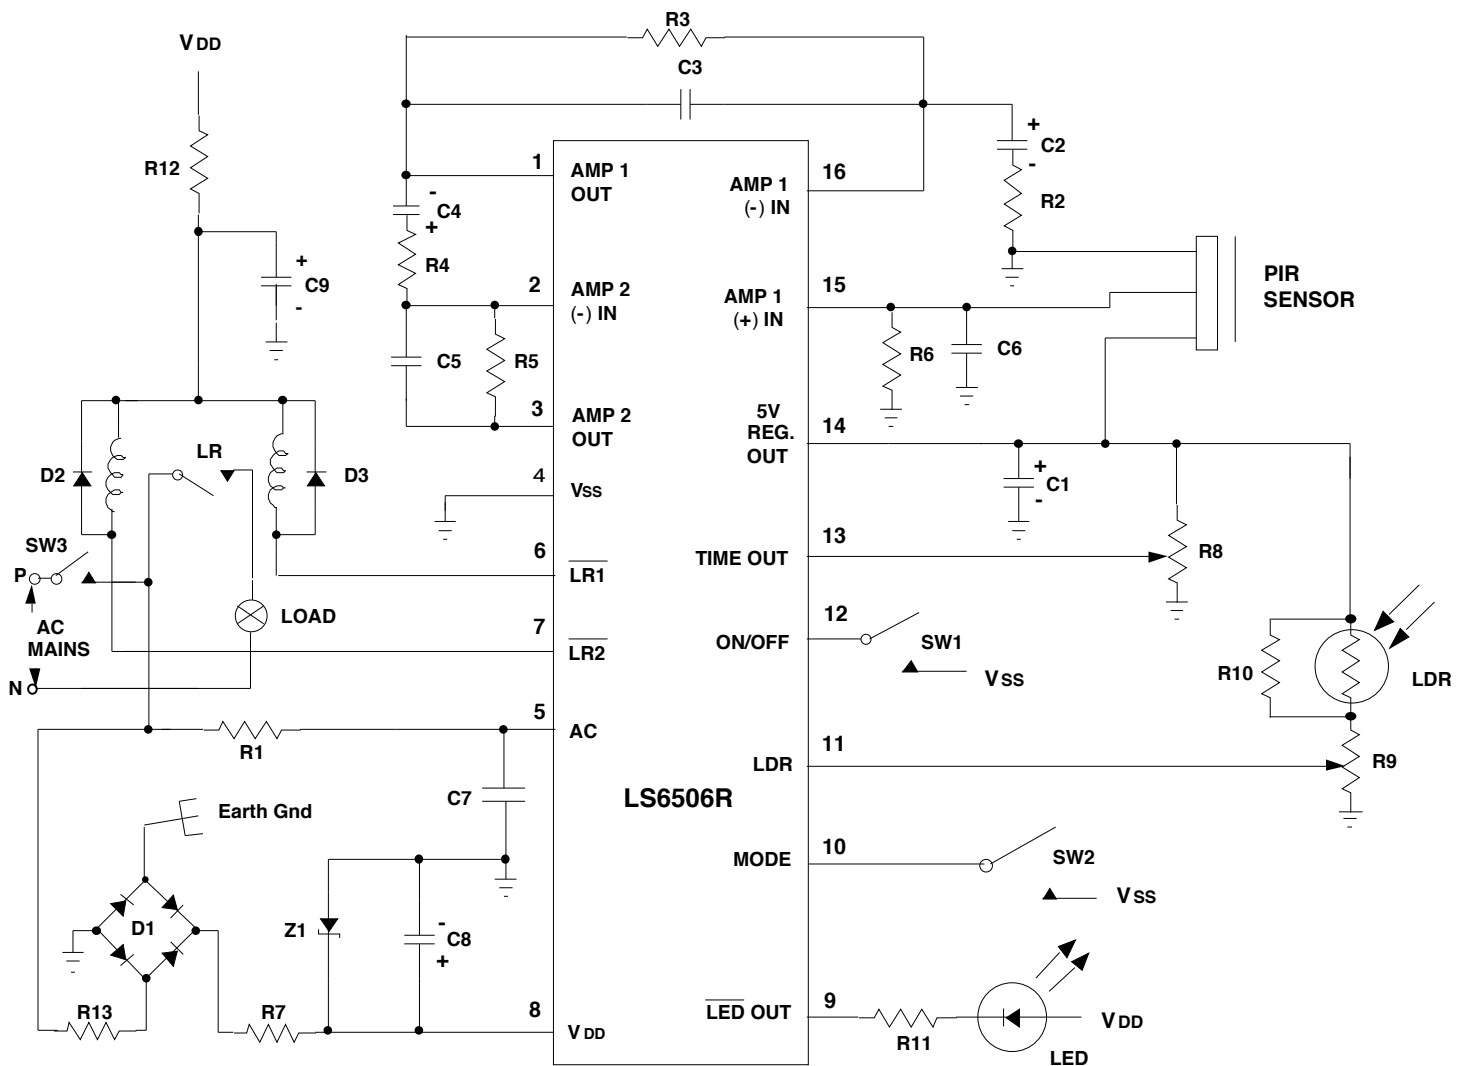 R3
VDD
C3
R12
1
AMP 1
OUT
16
AMP 1
(-) IN
+
C2
-
R2
-
C4
+
R4
+
C9
-
2
AMP 2
(-) IN
15
AMP 1
(+) IN
PIR
SENSOR
C5
R5
R6
C6
3
AMP 2
OUT
5V
REG.
OUT
14
LR
D2
D3
4
VSS
+
C1
-
SW3
6
LR1
13
TIME OUT
R8
P
AC
MAINS
LOAD
7
LR2
12
ON/OFF
SW1
VSS
R10
LDR
N
5
AC
R1
11
LDR
R9
C7
LS6506R
Earth Gnd
10
MODE
SW2
VSS
D1
Z1
-
C8
+
R13
R7
8
VDD
9
LED OUT
R11
LED
VDD